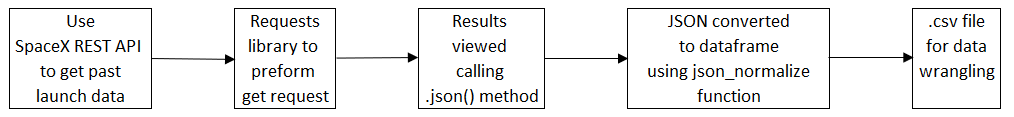 Use
SpaceX REST API
to get past
launch data
Requests
library to
preform
get request
Results
viewed
calling
.json() method
JSON converted
to dataframe
using json_normalize
function
.csv file
for data
wrangling